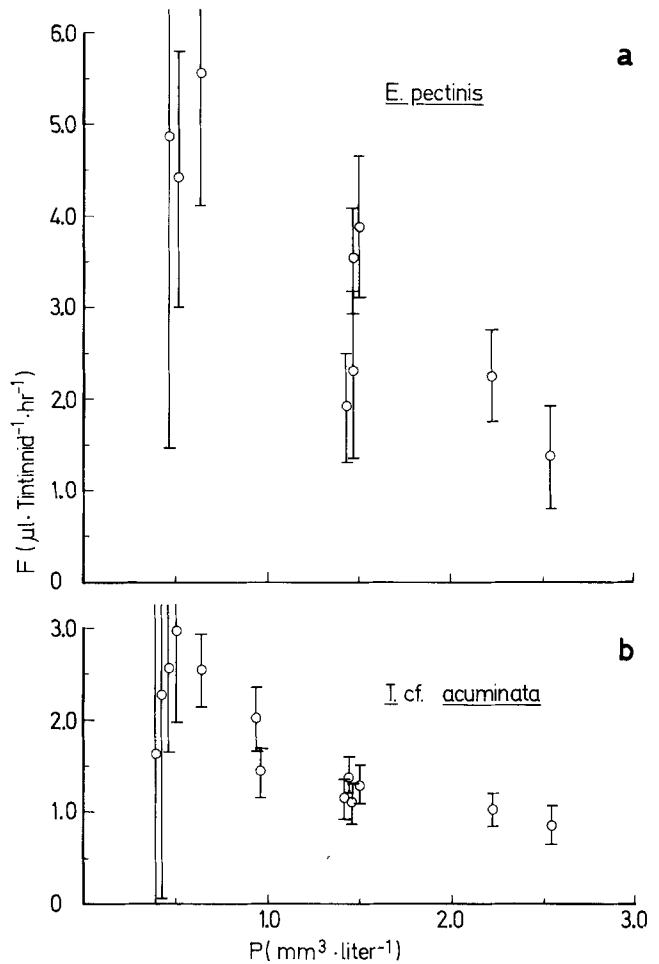 a
E. pectinis
6.0
5.0
4.0
3.0
2.0
1.0
0
F (µl · Tintinnid⁻¹ · hr⁻¹)
b
T. cf. acuminata
3.0
2.0
1.0
0
1.0
2.0
3.0
P (mm³ · liter⁻¹)